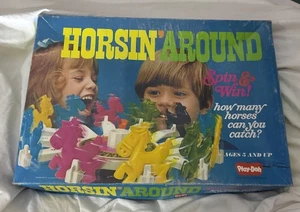 HORSIN' AROUND
Spin &
Win!
how many
horses
can you
catch?
AGES 5 AND UP
Play-Doh
HORSIN' AROUND